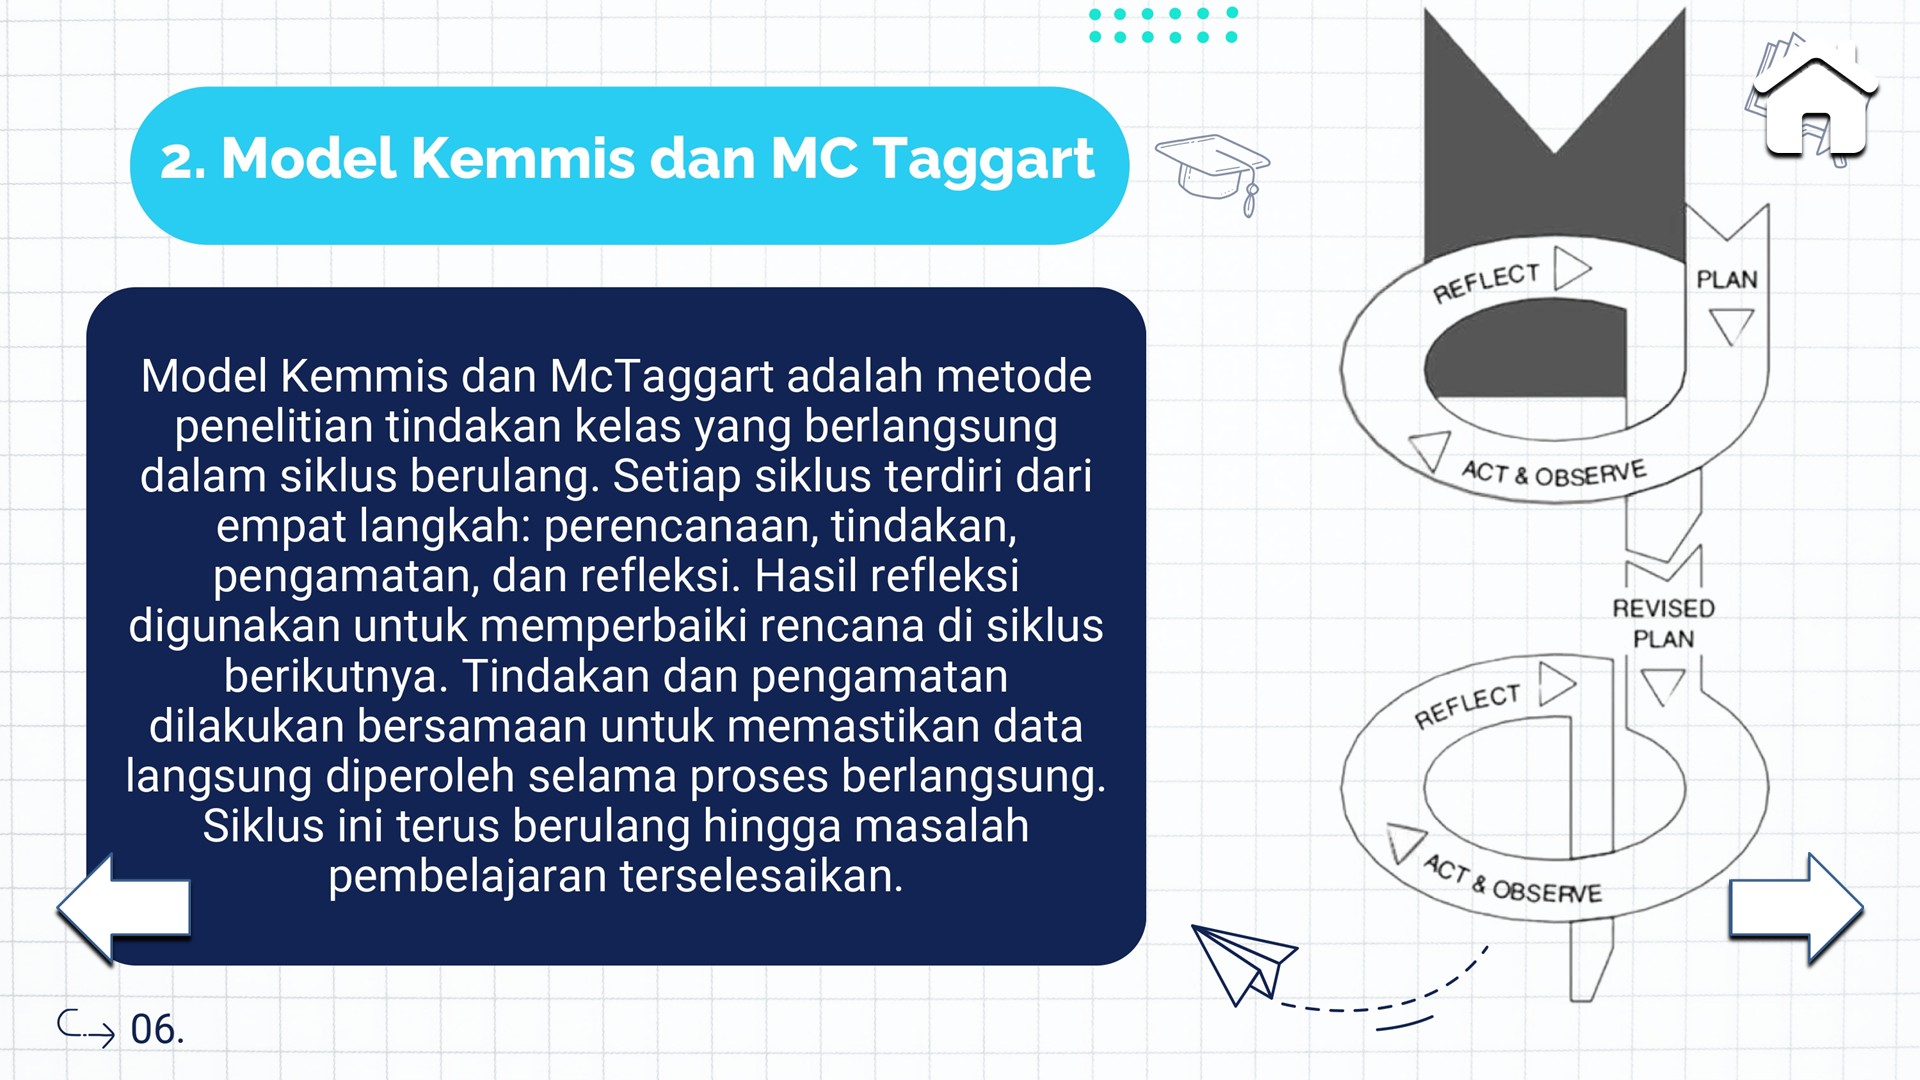 2. Model Kemmis dan MC Taggart
Model Kemmis dan McTaggart adalah metode
penelitian tindakan kelas yang berlangsung
dalam siklus berulang. Setiap siklus terdiri dari
empat langkah: perencanaan, tindakan,
pengamatan, dan refleksi. Hasil refleksi
digunakan untuk memperbaiki rencana di siklus
berikutnya. Tindakan dan pengamatan
dilakukan bersamaan untuk memastikan data
langsung diperoleh selama proses berlangsung.
Siklus ini terus berulang hingga masalah
pembelajaran terselesaikan.
REFLECT
PLAN
ACT & OBSERVE
REVISED
PLAN
REFLECT
ACT & OBSERVE
06.